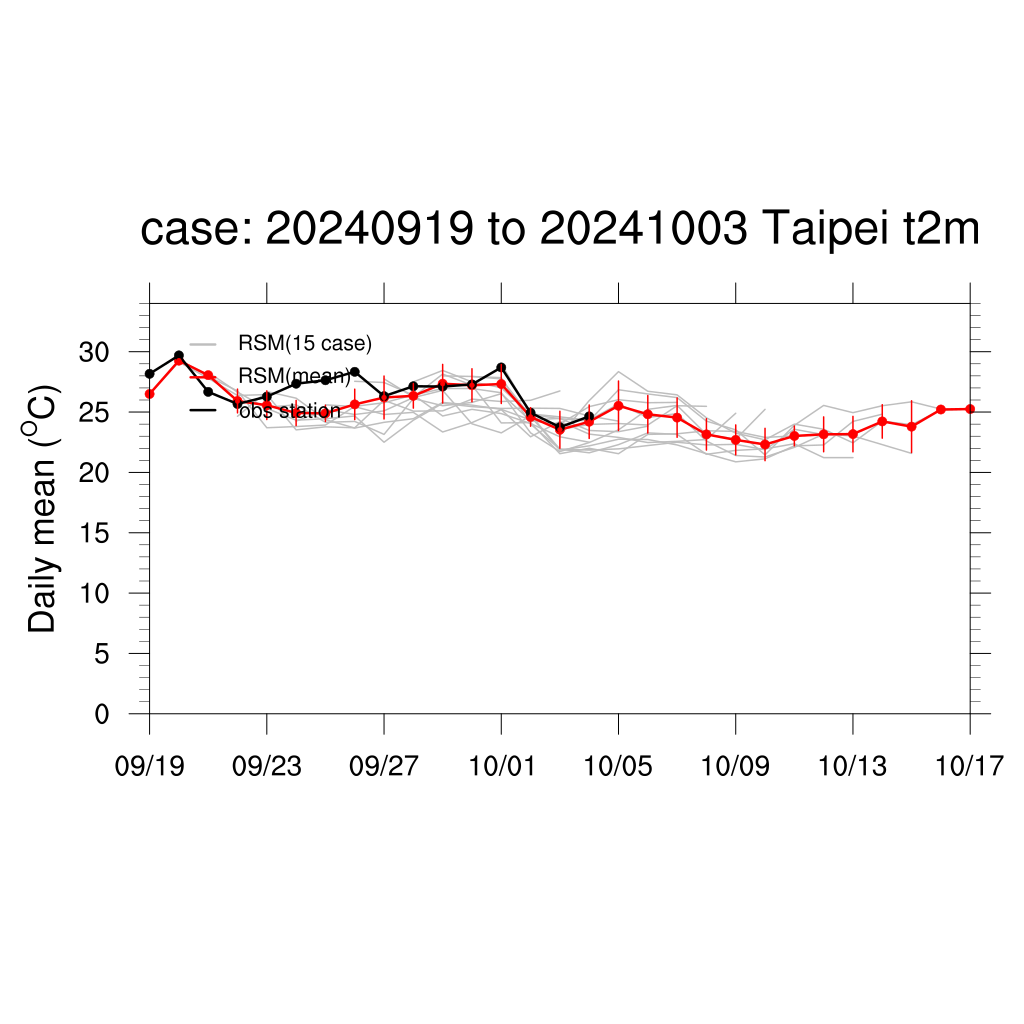 case: 20240919 to 20241003 Taipei t2m
RSM(15 case)
RSM(mean)
obs station
Daily mean (°C)
30
25
20
15
10
5
0
09/19 09/23 09/27 10/01 10/05 10/09 10/13 10/17